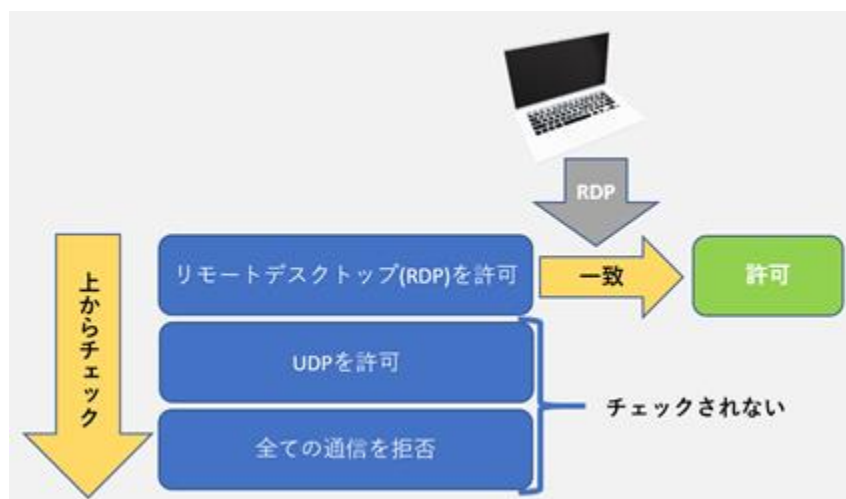 RDP
リモートデスクトップ(RDP)を許可
一致
許可
上からチェック
UDPを許可
チェックされない
全ての通信を拒否